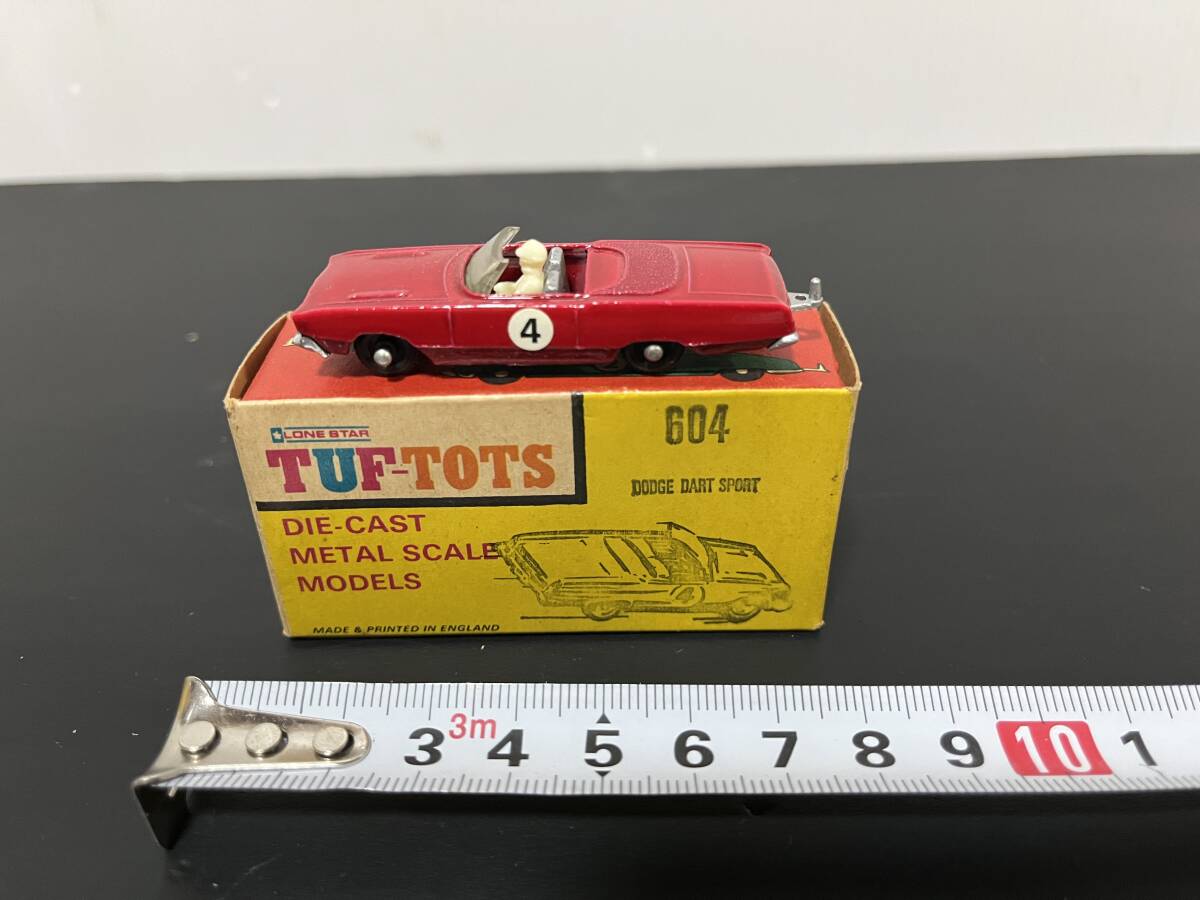 4
LONE STAR
TUF-TOTS
DIE-CAST
METAL SCALE
MODELS
MADE & PRINTED IN ENGLAND
604
DODGE DART SPORT
4
3m
3 4 5 6 7 8 9 10 1